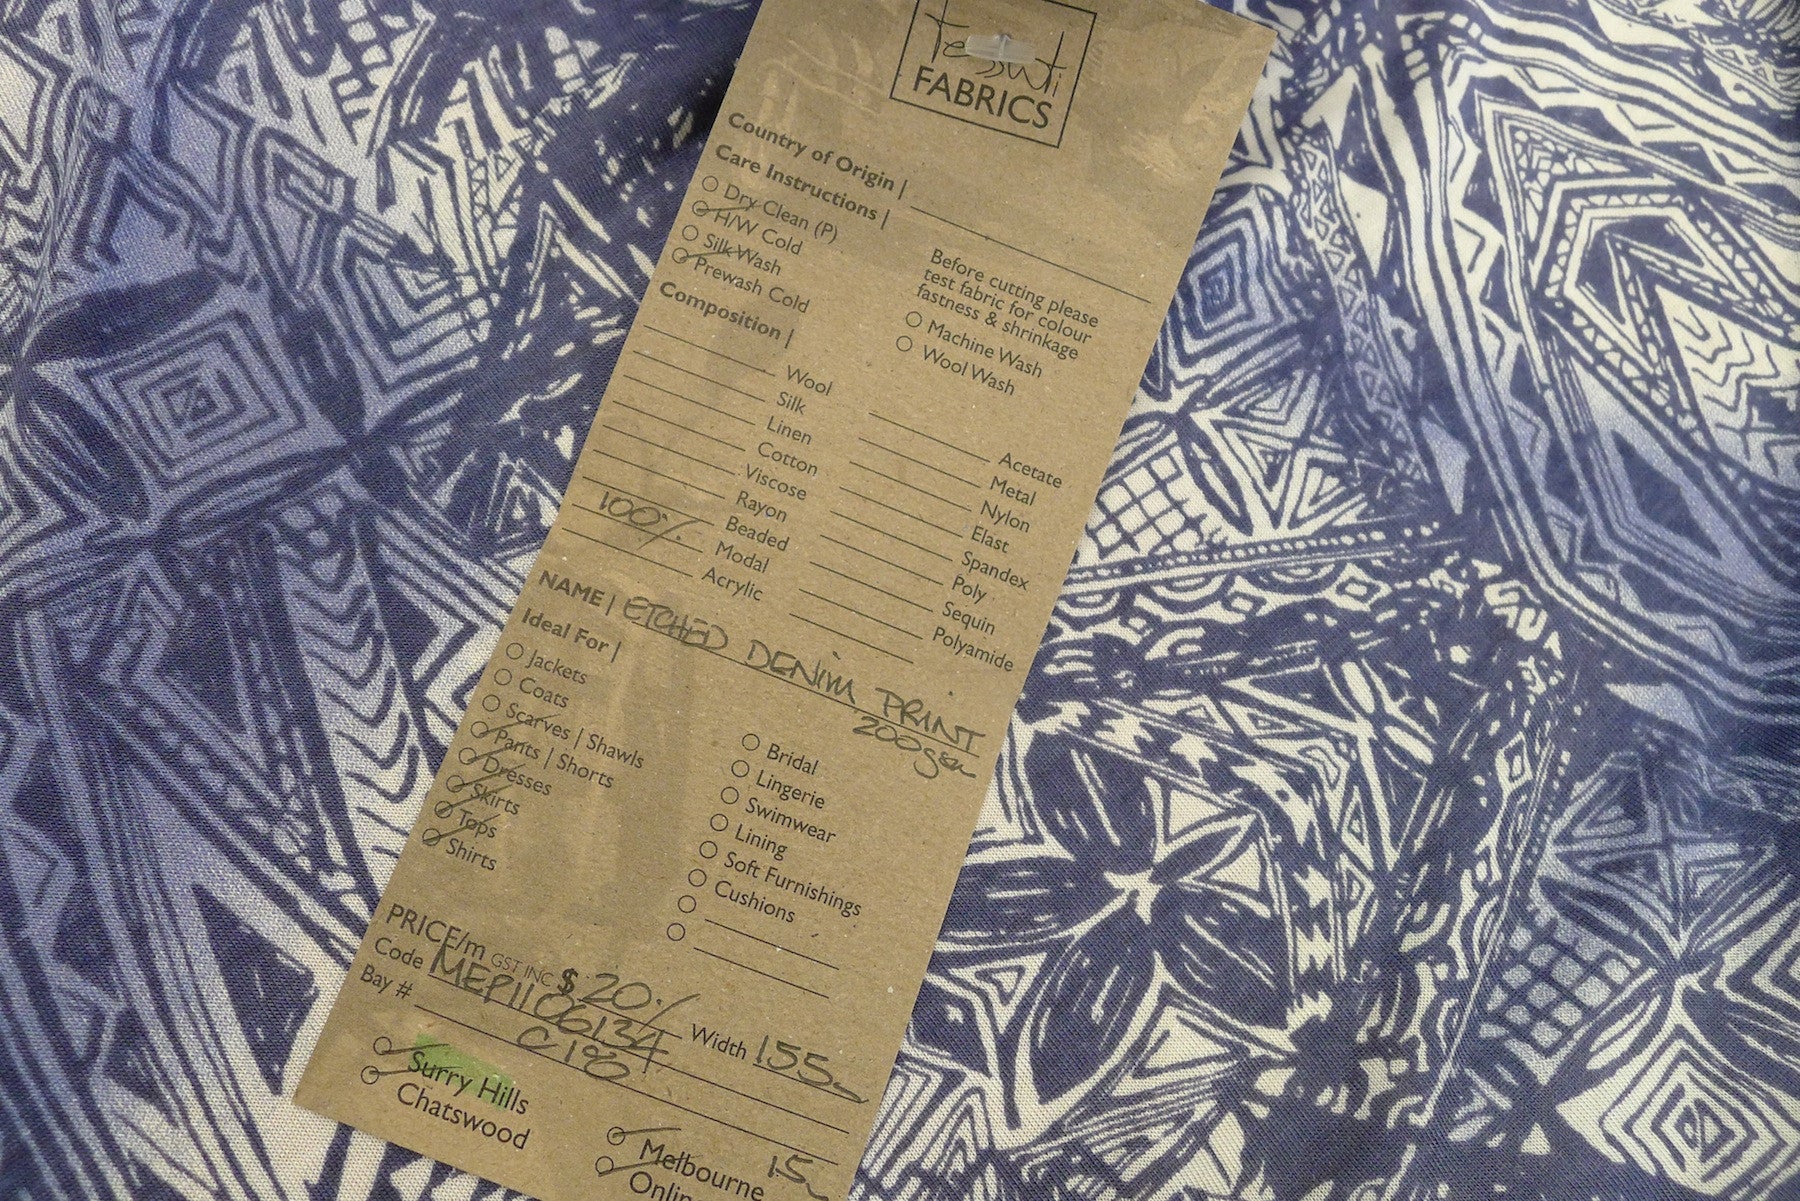 Tessuti
FABRICS
Country of Origin |
Care Instructions |
Dry Clean (P)
H/W Cold
Silk Wash
Prewash Cold
Before cutting please
test fabric for colour
fastness & shrinkage
Machine Wash
Wool Wash
Composition |
Wool
Silk
Linen
Cotton
Viscose
Rayon
Beaded
100% Modal
Acrylic
Acetate
Metal
Nylon
Elast
Spandex
Poly
Sequin
Polyamide
NAME | ETCHED DENIM PRINT
200gsm
Ideal For |
Jackets
Coats
Scarves | Shawls
Pants | Shorts
Dresses
Skirts
Tops
Shirts
Bridal
Lingerie
Swimwear
Lining
Soft Furnishings
Cushions
PRICE/m GST INC $20./ Width 155
Code MEP1106134
Bay # C198
Surry Hills
Chatswood
Melbourne 15